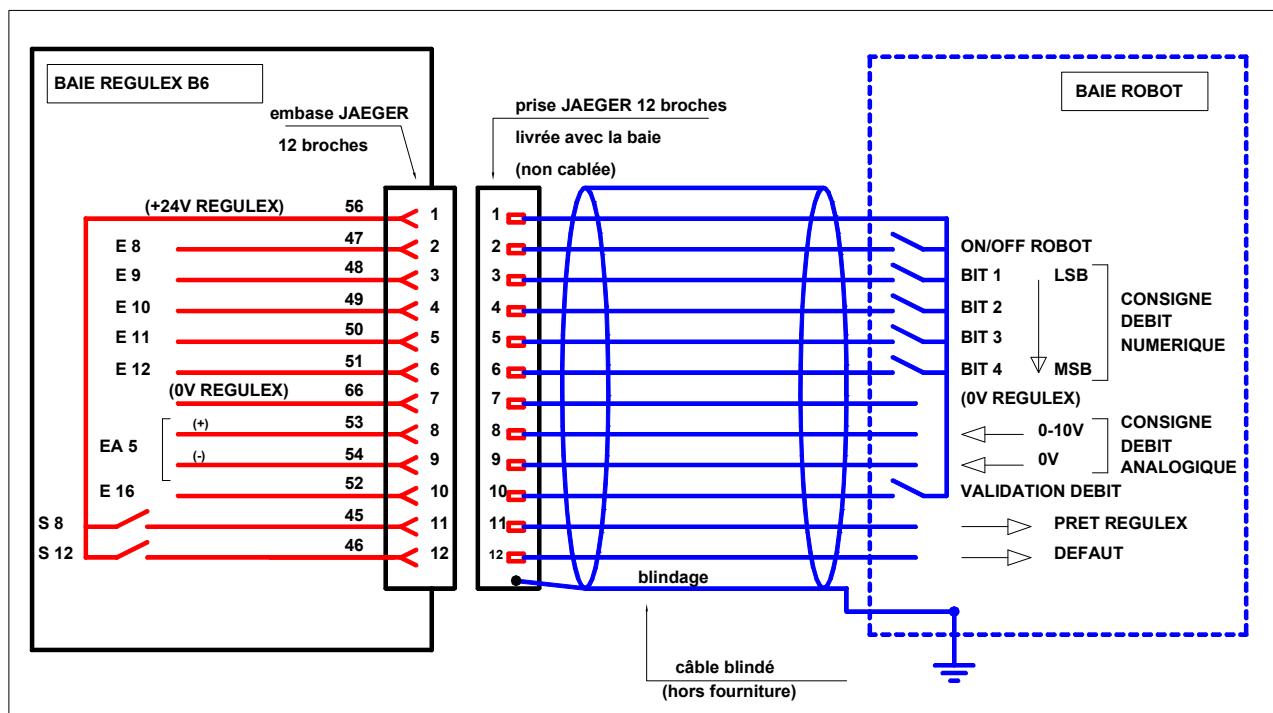 BAIE REGULEX B6
BAIE ROBOT
embase JAEGER
12 broches
prise JAEGER 12 broches
livrée avec la baie
(non cablée)
(+24V REGULEX) 56 1 1
E 8 47 2 2 ON/OFF ROBOT
E 9 48 3 3 BIT 1 LSB
E 10 49 4 4 BIT 2
E 11 50 5 5 BIT 3
E 12 51 6 6 BIT 4 MSB
CONSIGNE
DEBIT
NUMERIQUE
(0V REGULEX) 66 7 7 (0V REGULEX)
EA 5
(+) 53 8 8 0-10V
(-) 54 9 9 0V
CONSIGNE
DEBIT
ANALOGIQUE
E 16 52 10 10 VALIDATION DEBIT
S 8 45 11 11 PRET REGULEX
S 12 46 12 12 DEFAUT
blindage
câble blindé
(hors fourniture)